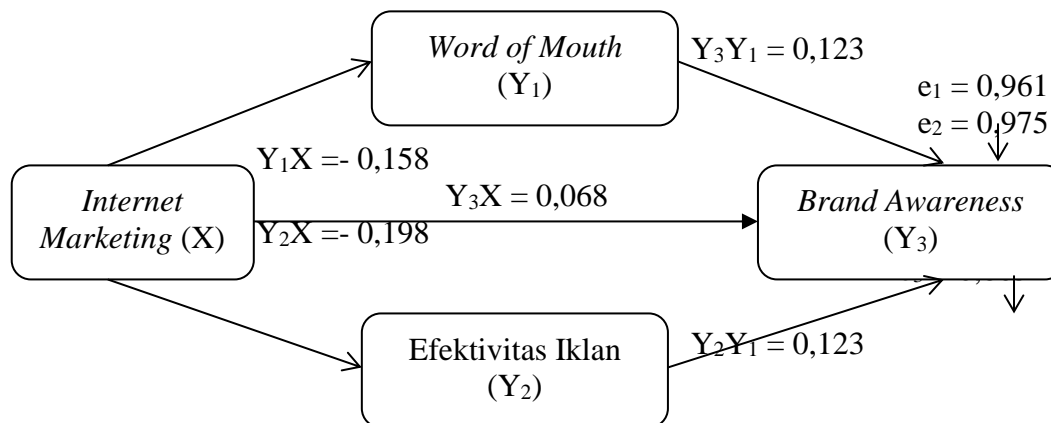 Word of Mouth
(Y₁)
Y₃Y₁ = 0,123
e₁ = 0,961
e₂ = 0,975
Y₁X =- 0,158
Internet
Marketing (X)
Y₃X = 0,068
Y₂X =- 0,198
Brand Awareness
(Y₃)
Efektivitas Iklan
(Y₂)
Y₂Y₁ = 0,123